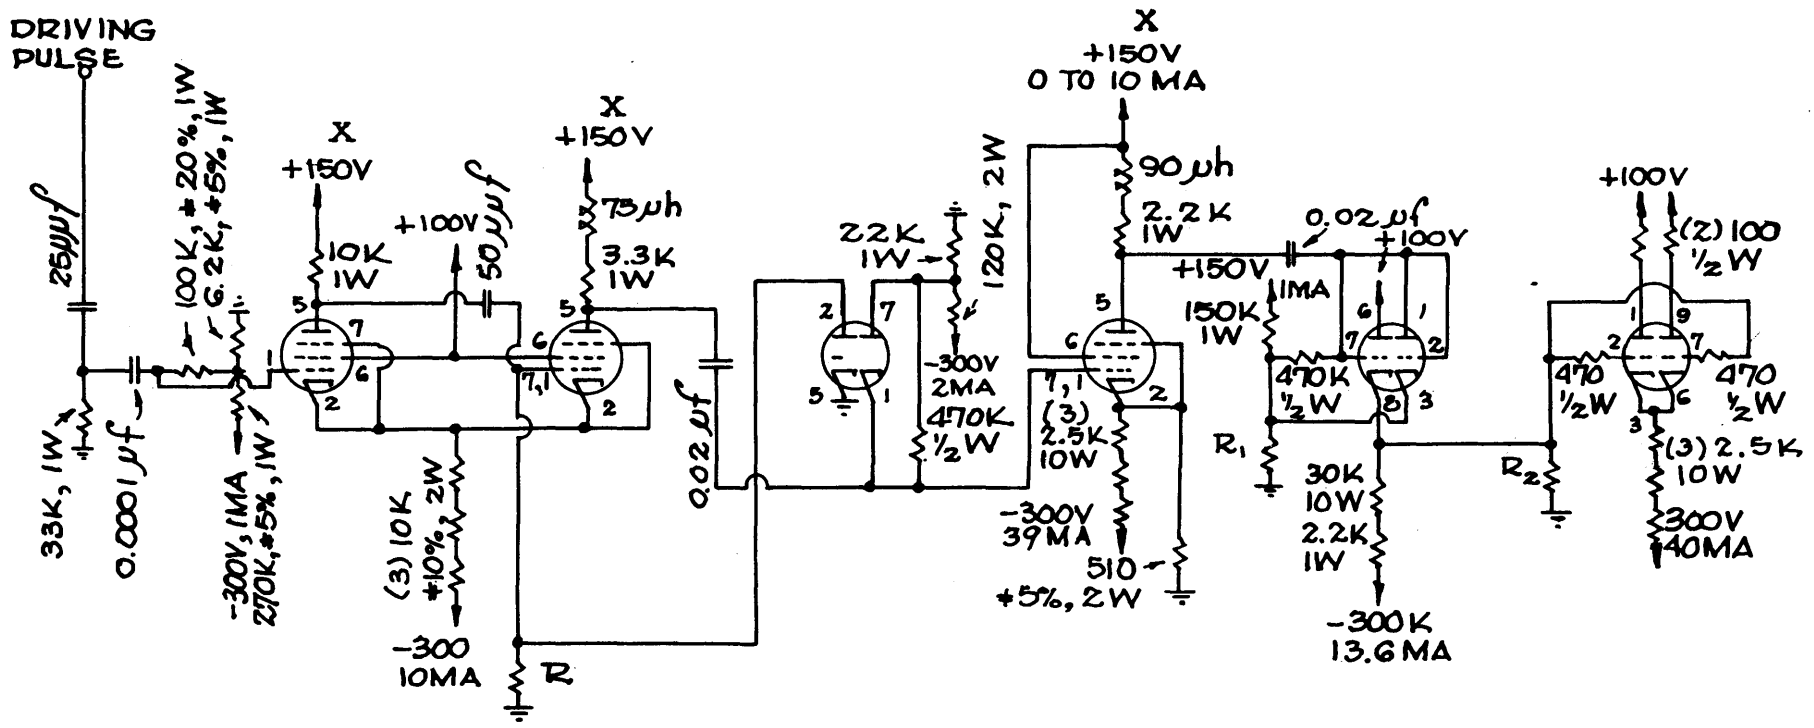 DRIVING
PULSE
25μμf
33K, 1W
0.0001 μf
100K, *20%, 1W
6.2K, *5%, 1W
-300V, 1MA
270K, *5%, 1W
X
+150V
10K
1W
5
7
1
6
2
+100V
50μμf
(3) 10K
*10%, 2W
-300
10MA
X
+150V
75μh
3.3K
1W
5
6
7,1
2
R
0.02 μf
22K
1W
120K, 2W
2
7
5
1
-300V
2MA
470K
½W
X
+150V
0 TO 10 MA
90μh
2.2K
1W
5
6
7,1
2
(3)
2.5K
10W
-300V
39MA
510
*5%, 2W
0.02 μf
+100V
+150V
1MA
150K
1W
6
1
7
2
470K
½W
8
3
R1
30K
10W
2.2K
1W
-300K
13.6MA
+100V
(2) 100
½W
1
9
2
7
470
½W
470
½W
6
3
R2
(3) 2.5K
10W
300V
40MA